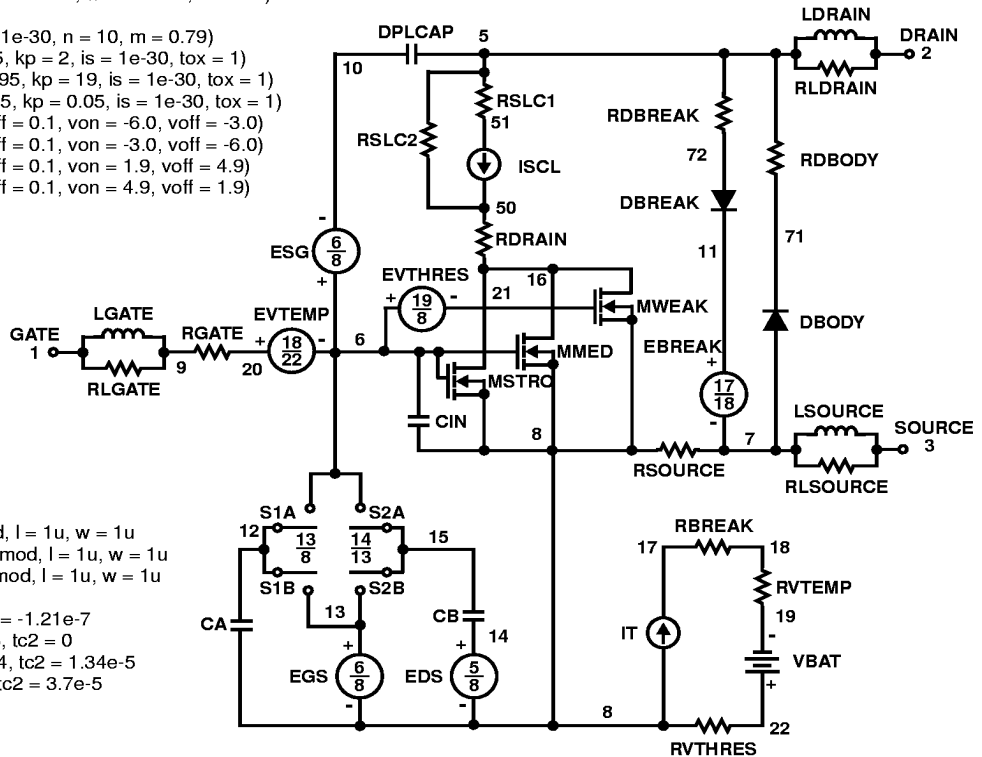 1e-30, n = 10, m = 0.79)
, kp = 2, is = 1e-30, tox = 1)
95, kp = 19, is = 1e-30, tox = 1)
5, kp = 0.05, is = 1e-30, tox = 1)
ff = 0.1, von = -6.0, voff = -3.0)
ff = 0.1, von = -3.0, voff = -6.0)
ff = 0.1, von = 1.9, voff = 4.9)
ff = 0.1, von = 4.9, voff = 1.9)
LDRAIN
DPLCAP 5 DRAIN
10 2
RSLC1 RLDRAIN
51 RDBREAK
RSLC2 72 RDBODY
ISCL
DBREAK
50
- RDRAIN 71
ESG 6/8 11
+ EVTHRES 16
+ 19/8 - 21 MWEAK
LGATE EVTEMP DBODY
GATE RGATE + 18/22 - 6 MMED EBREAK
1 9 20 +
RLGATE MSTRO 17/18
- LSOURCE
CIN 8 7 SOURCE
3
RSOURCE
RLSOURCE
S1A S2A RBREAK
12 13/8 14/13 15 17 18
S1B S2B RVTEMP
13 CB 19
CA 14 IT -
+ + VBAT
EGS 6/8 EDS 5/8 +
- - 8 22
RVTHRES
d, l = 1u, w = 1u
mod, l = 1u, w = 1u
mod, l = 1u, w = 1u
= -1.21e-7
, tc2 = 0
4, tc2 = 1.34e-5
tc2 = 3.7e-5